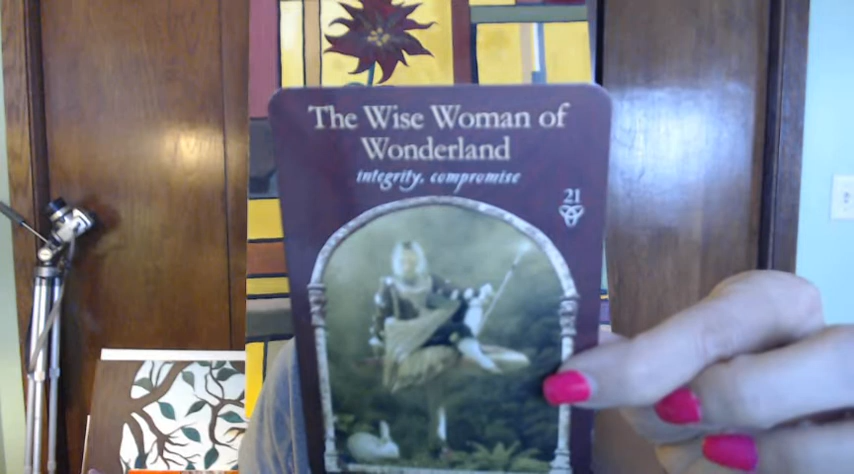 The Wise Woman of
Wonderland
integrity, compromise
21